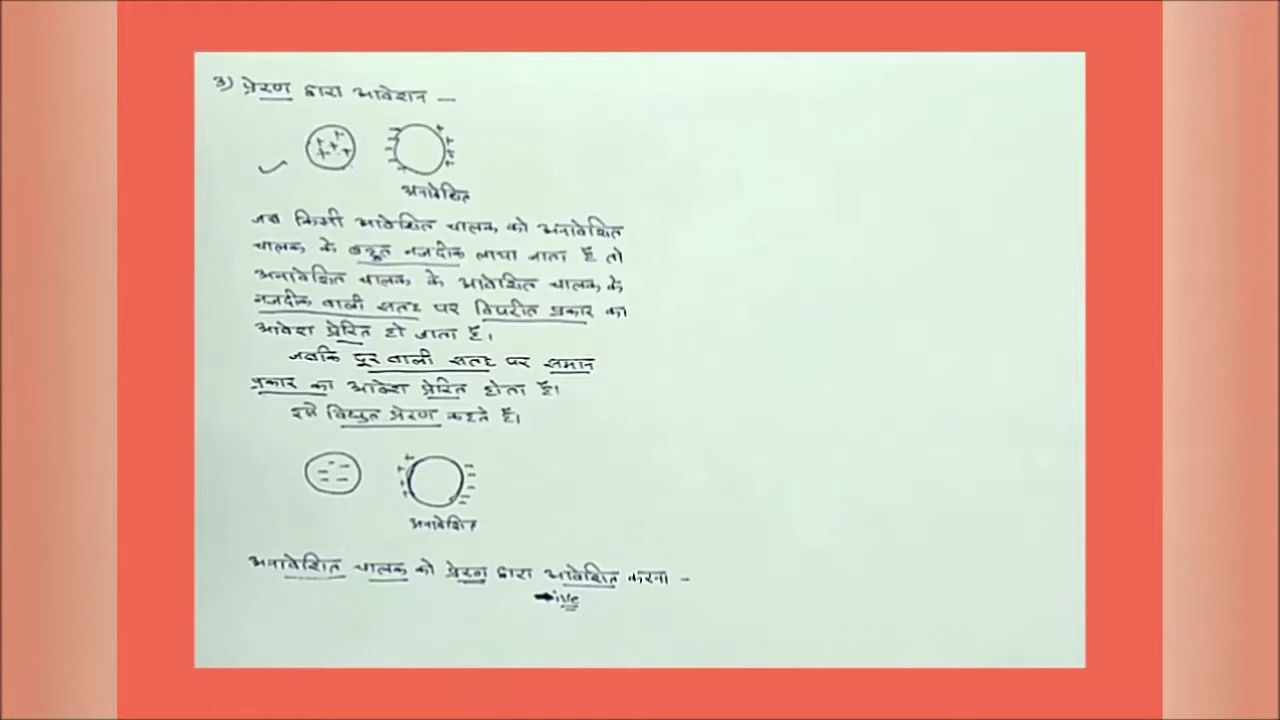 3) प्रेरण द्वारा आवेशन —
अनावेशित
जब किसी आवेशित चालक को अनावेशित
चालक के बहुत नजदीक लाया जाता है तो
अनावेशित चालक के आवेशित चालक के
नजदीक वाली सतह पर विपरीत प्रकार का
आवेश प्रेरित हो जाता है।
जबकि दूर वाली सतह पर समान
प्रकार का आवेश प्रेरित होता है।
इसे विद्युत प्रेरण कहते हैं।
अनावेशित
अनावेशित चालक को प्रेरण द्वारा आवेशित करना –